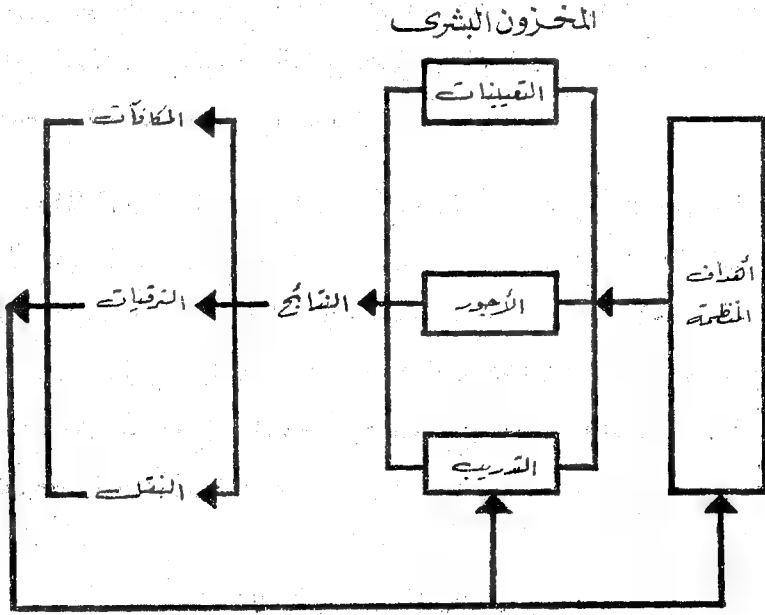 المخزون البشرى
أهداف
المنظمة
التعيينات
الأجور
التدريب
النتائج
المكافآت
الترقيات
النقل